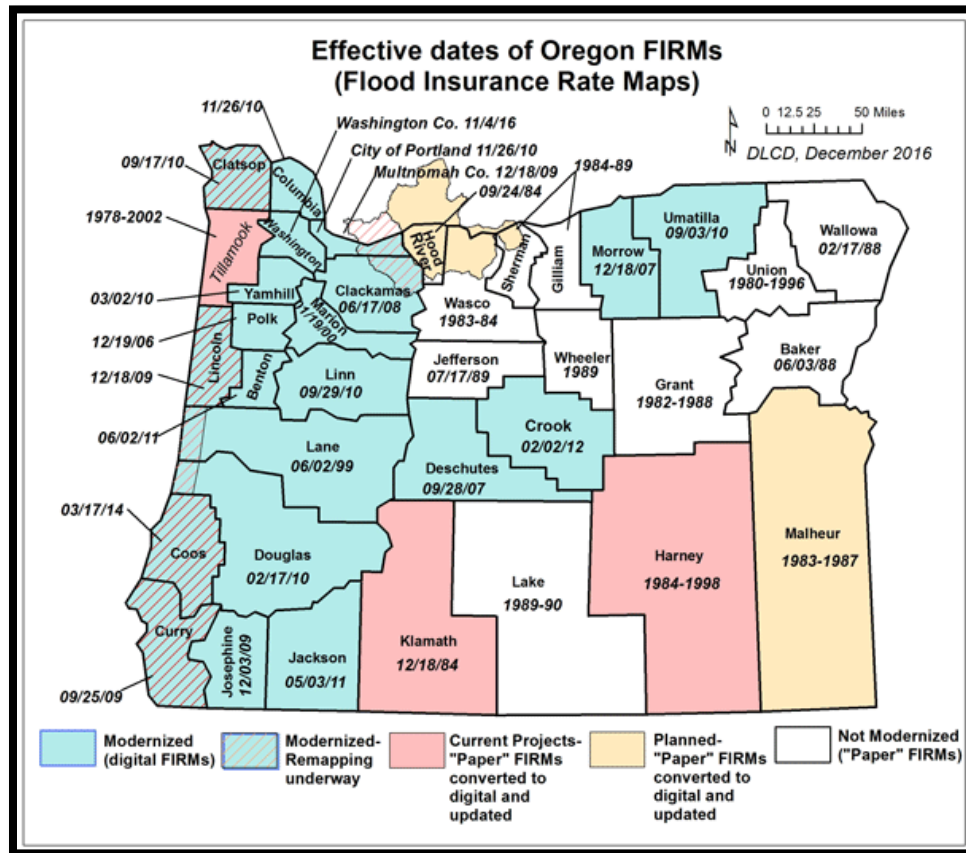 Effective dates of Oregon FIRMs
(Flood Insurance Rate Maps)
0 12.5 25 50 Miles
N
DLCD, December 2016
11/26/10
Washington Co. 11/4/16
City of Portland 11/26/10
Multnomah Co. 12/18/09
09/24/84
1984-89
09/17/10
Clatsop
Columbia
1978-2002
Tillamook
Washington
Hood
River
Sherman
Gilliam
Morrow
12/18/07
Umatilla
09/03/10
Wallowa
02/17/88
Union
1980-1996
03/02/10
Yamhill
Clackamas
06/17/08
Marion
01/19/00
Wasco
1983-84
12/19/06
Polk
Lincoln
Benton
Linn
09/29/10
Jefferson
07/17/89
Wheeler
1989
Grant
1982-1988
Baker
06/03/88
12/18/09
06/02/11
Lane
06/02/99
Crook
02/02/12
Deschutes
09/28/07
03/17/14
Coos
Douglas
02/17/10
Lake
1989-90
Harney
1984-1998
Malheur
1983-1987
Curry
09/25/09
Josephine
12/03/09
Jackson
05/03/11
Klamath
12/18/84
Modernized
(digital FIRMs)
Modernized-
Remapping
underway
Current Projects-
"Paper" FIRMs
converted to
digital and
updated
Planned-
"Paper" FIRMs
converted to
digital and
updated
Not Modernized
("Paper" FIRMs)